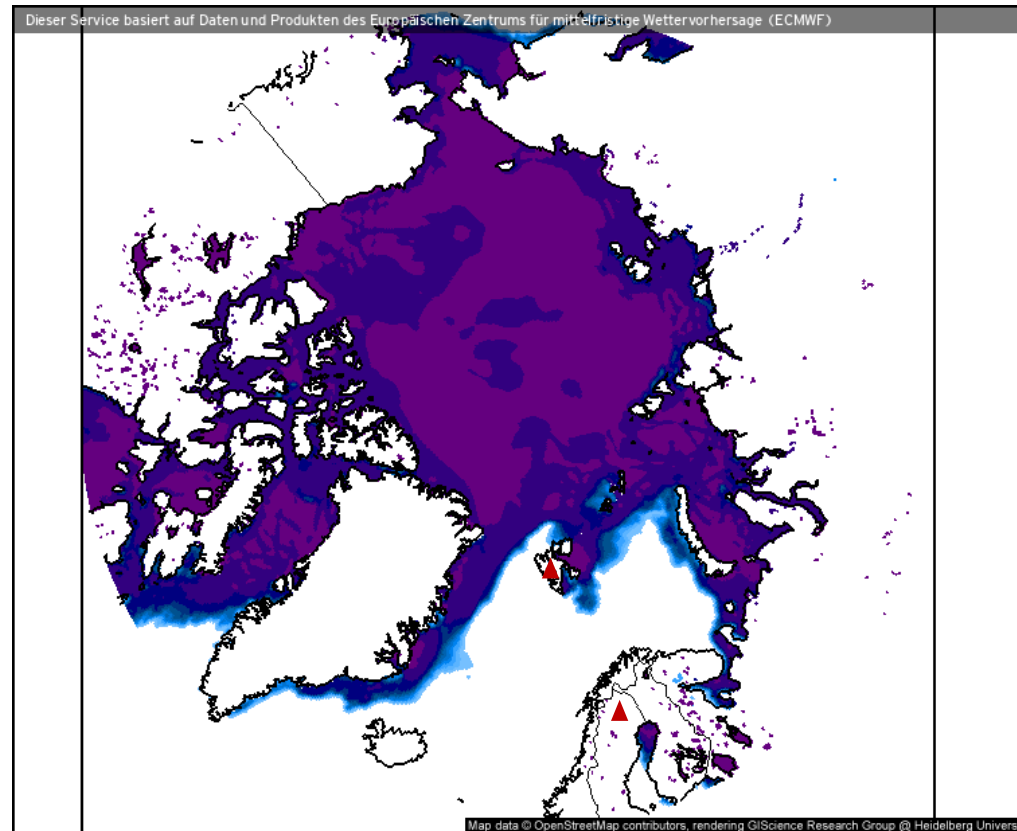 Dieser Service basiert auf Daten und Produkten des Europäischen Zentrums für mittelfristige Wettervorhersage (ECMWF)
Map data © OpenStreetMap contributors, rendering GIScience Research Group @ Heidelberg Univers